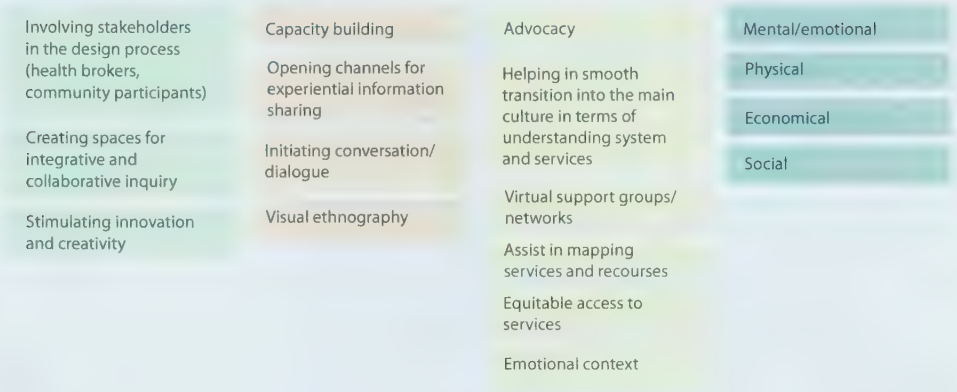 Involving stakeholders
in the design process
(health brokers,
community participants)
Creating spaces for
integrative and
collaborative inquiry
Stimulating innovation
and creativity
Capacity building
Opening channels for
experiential information
sharing
Initiating conversation/
dialogue
Visual ethnography
Advocacy
Helping in smooth
transition into the main
culture in terms of
understanding system
and services
Virtual support groups/
networks
Assist in mapping
services and recourses
Equitable access to
services
Emotional context
Mental/emotional
Physical
Economical
Social